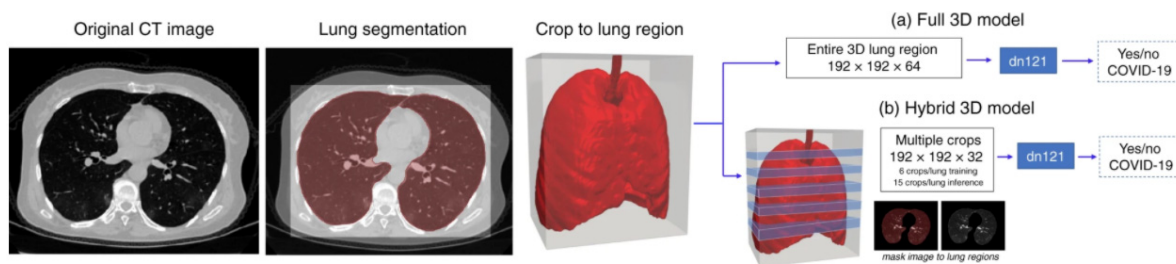 Original CT image
Lung segmentation
Crop to lung region
(a) Full 3D model
Entire 3D lung region
192 × 192 × 64
dn121
Yes/no
COVID-19
(b) Hybrid 3D model
Multiple crops
192 × 192 × 32
6 crops/lung training
15 crops/lung inference
dn121
Yes/no
COVID-19
mask image to lung regions